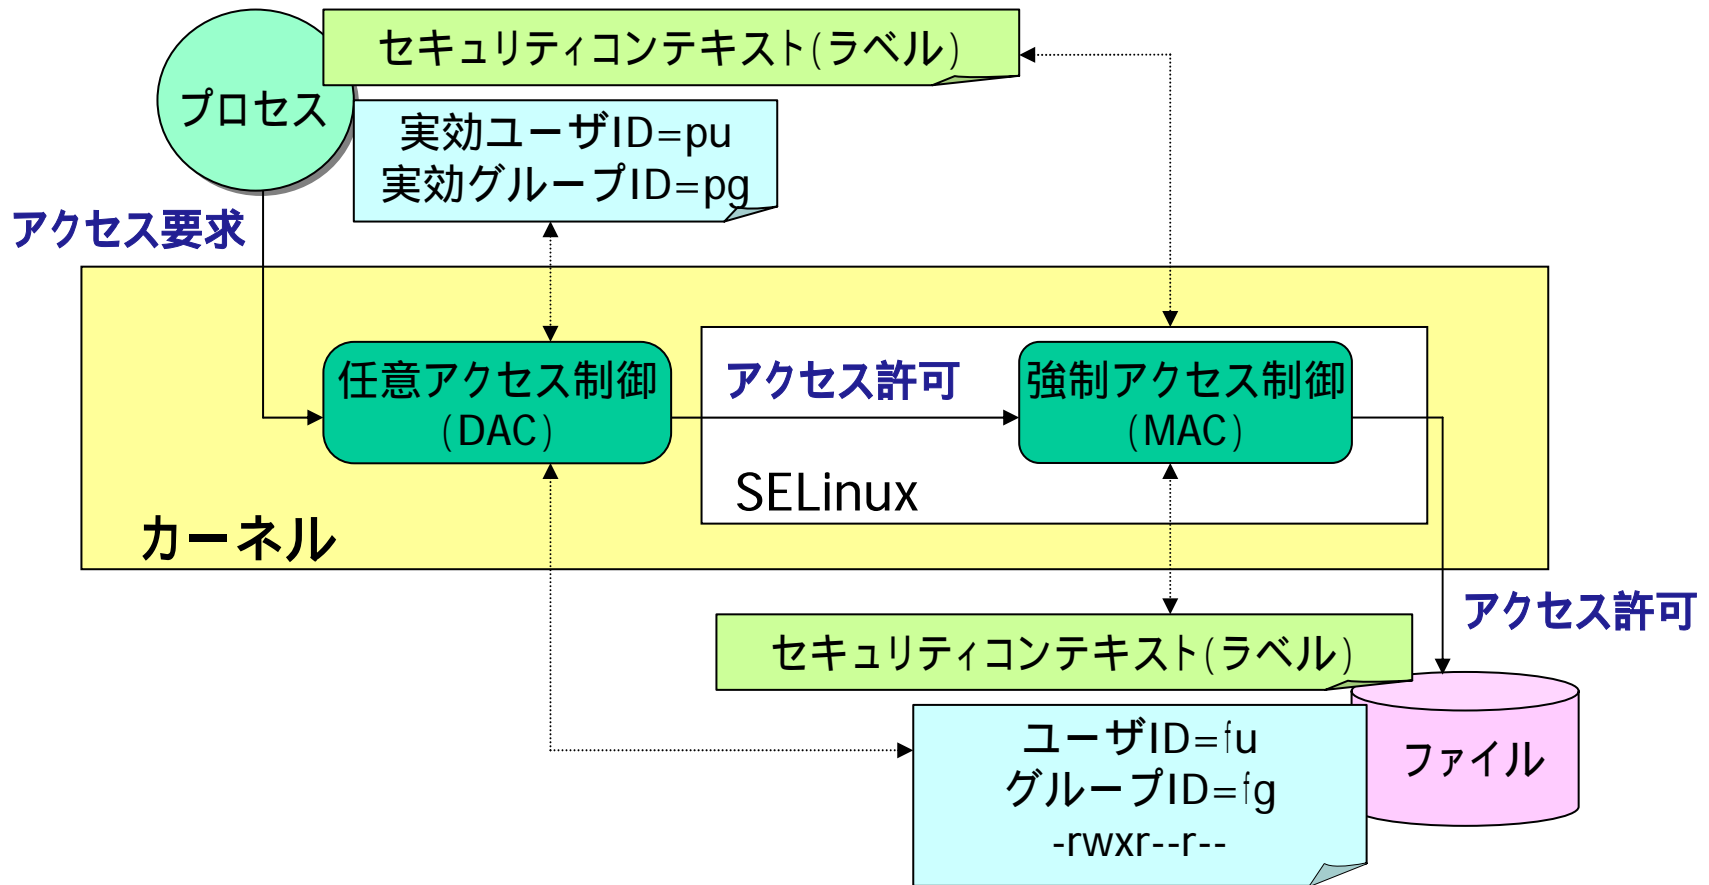 セキュリティコンテキスト(ラベル)
プロセス
実効ユーザID=pu
実効グループID=pg
アクセス要求
任意アクセス制御
(DAC)
アクセス許可
強制アクセス制御
(MAC)
SELinux
カーネル
アクセス許可
セキュリティコンテキスト(ラベル)
ユーザID=fu
グループID=fg
-rwxr--r--
ファイル